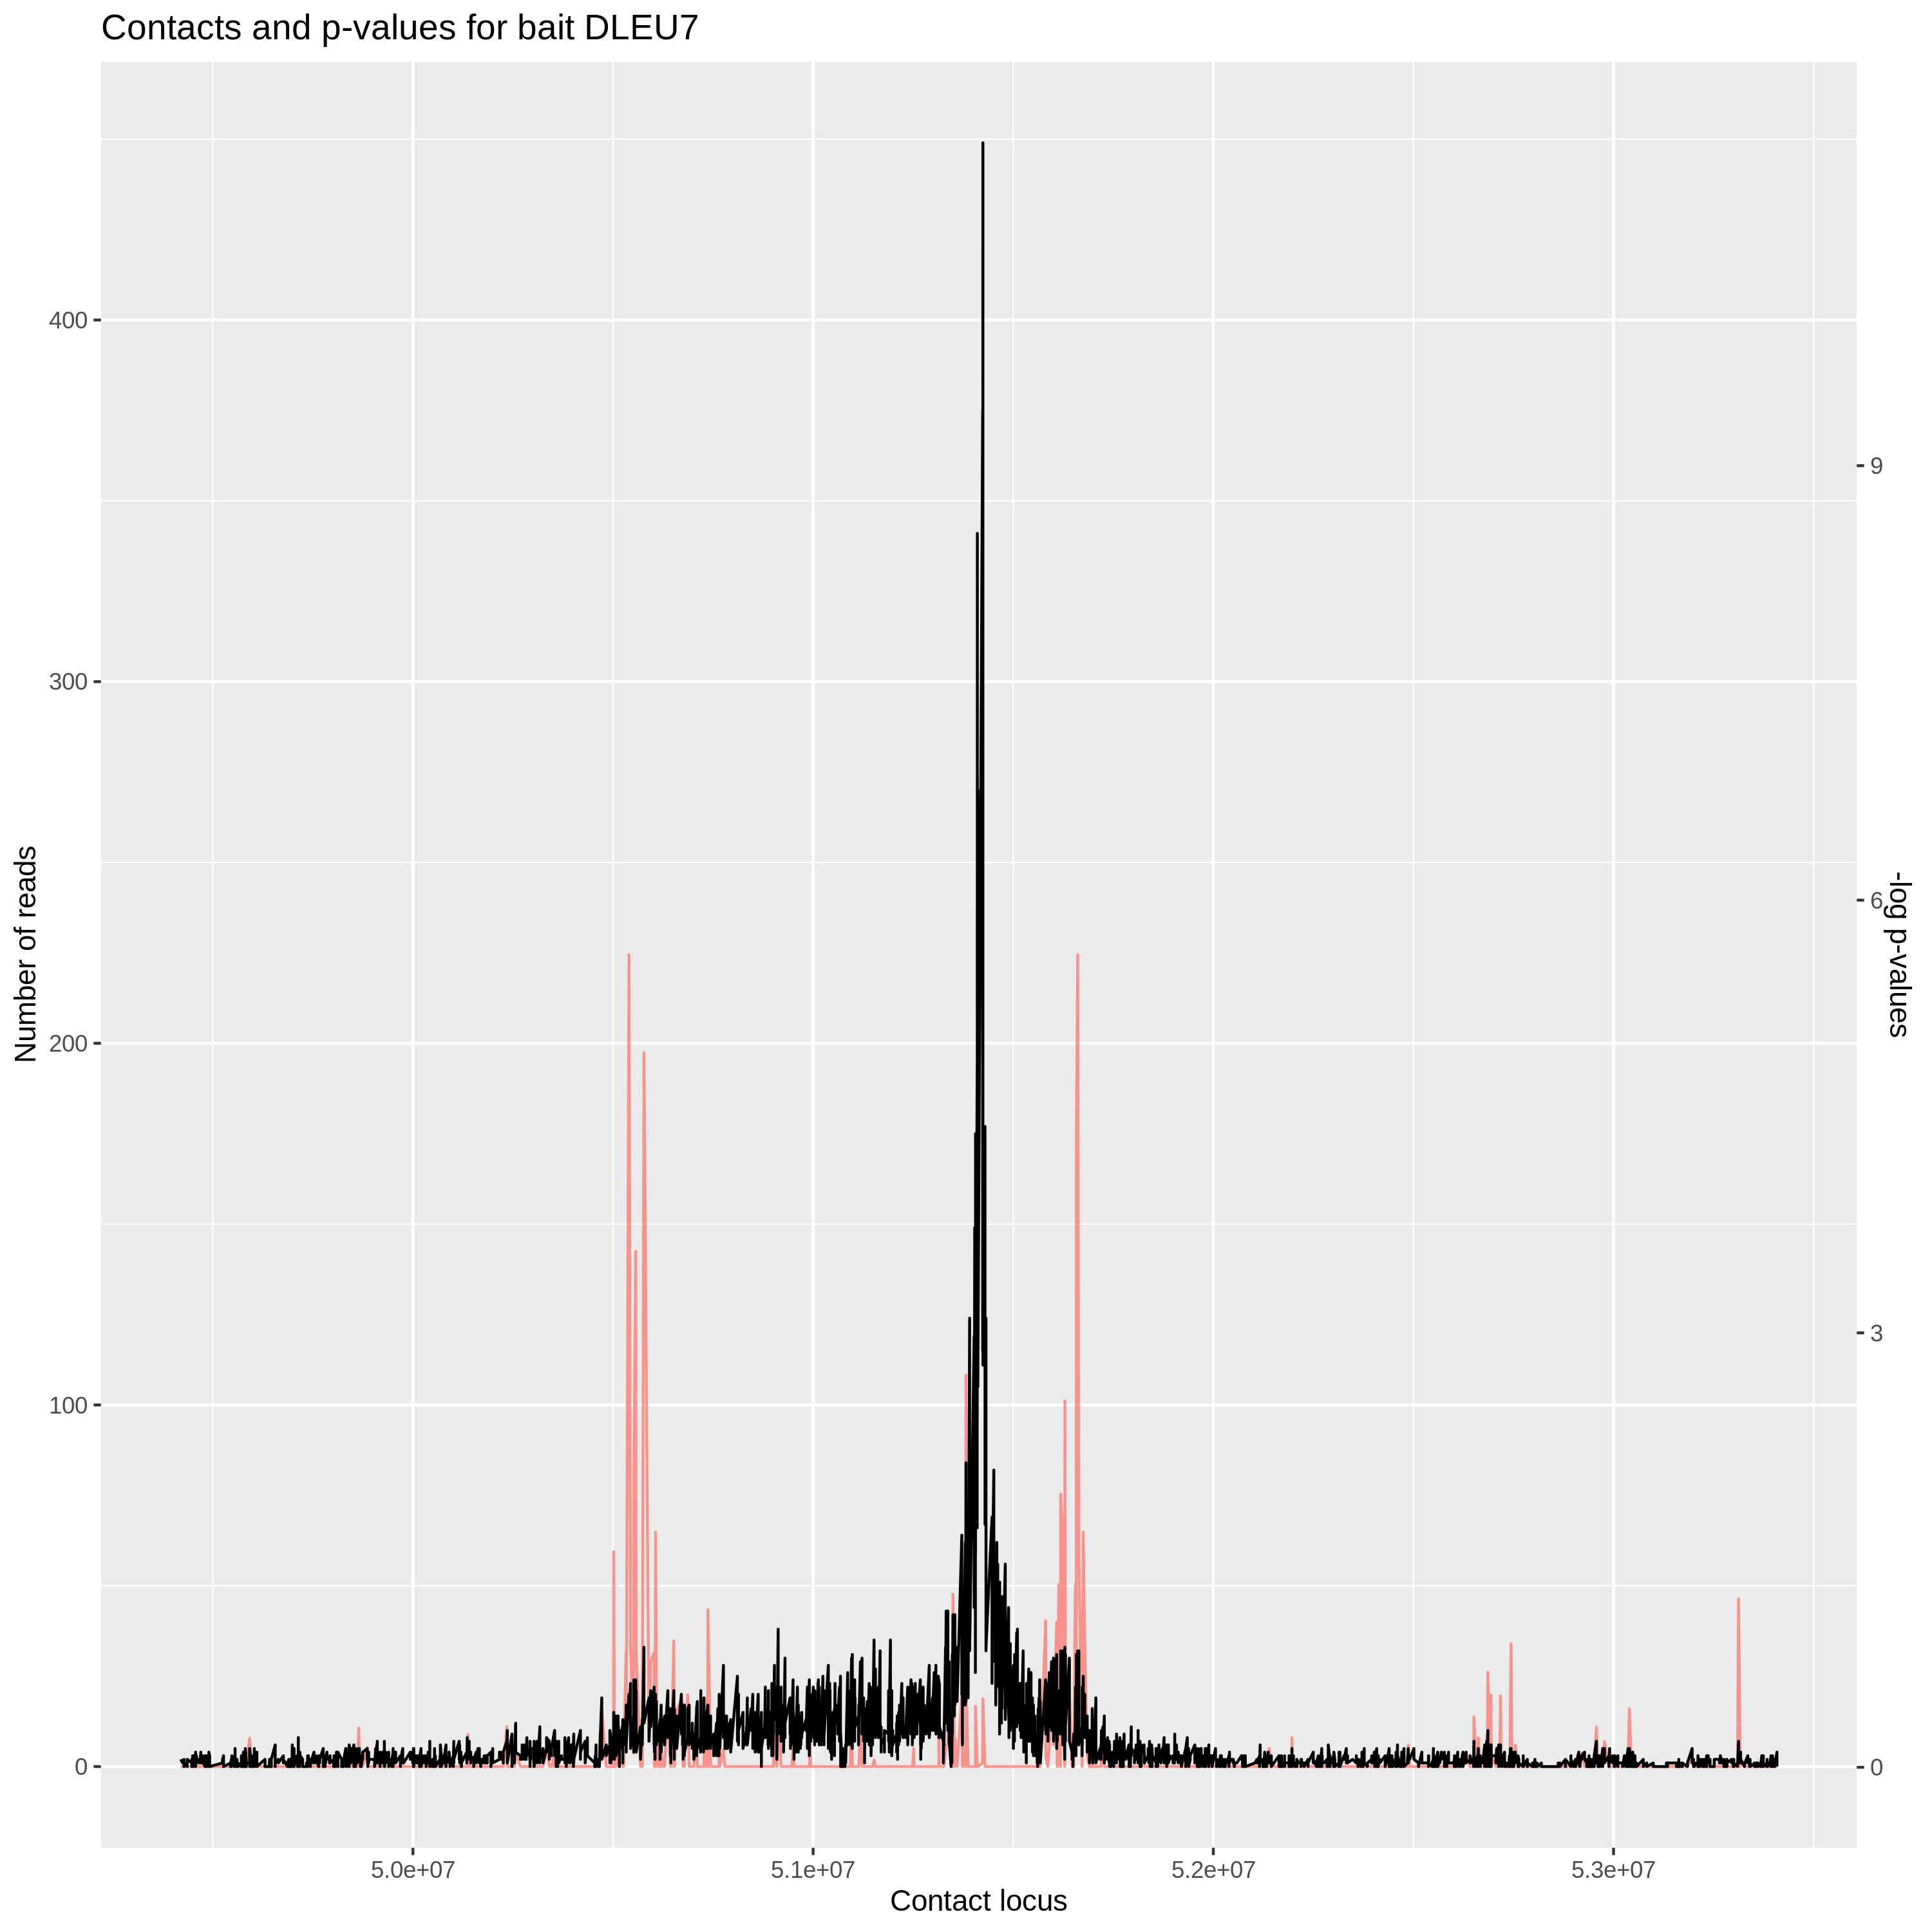 Contacts and p-values for bait DLEU7
Number of reads
400
300
200
100
0
9
6
3
0
-log p-values
5.0e+07
5.1e+07
5.2e+07
5.3e+07
Contact locus